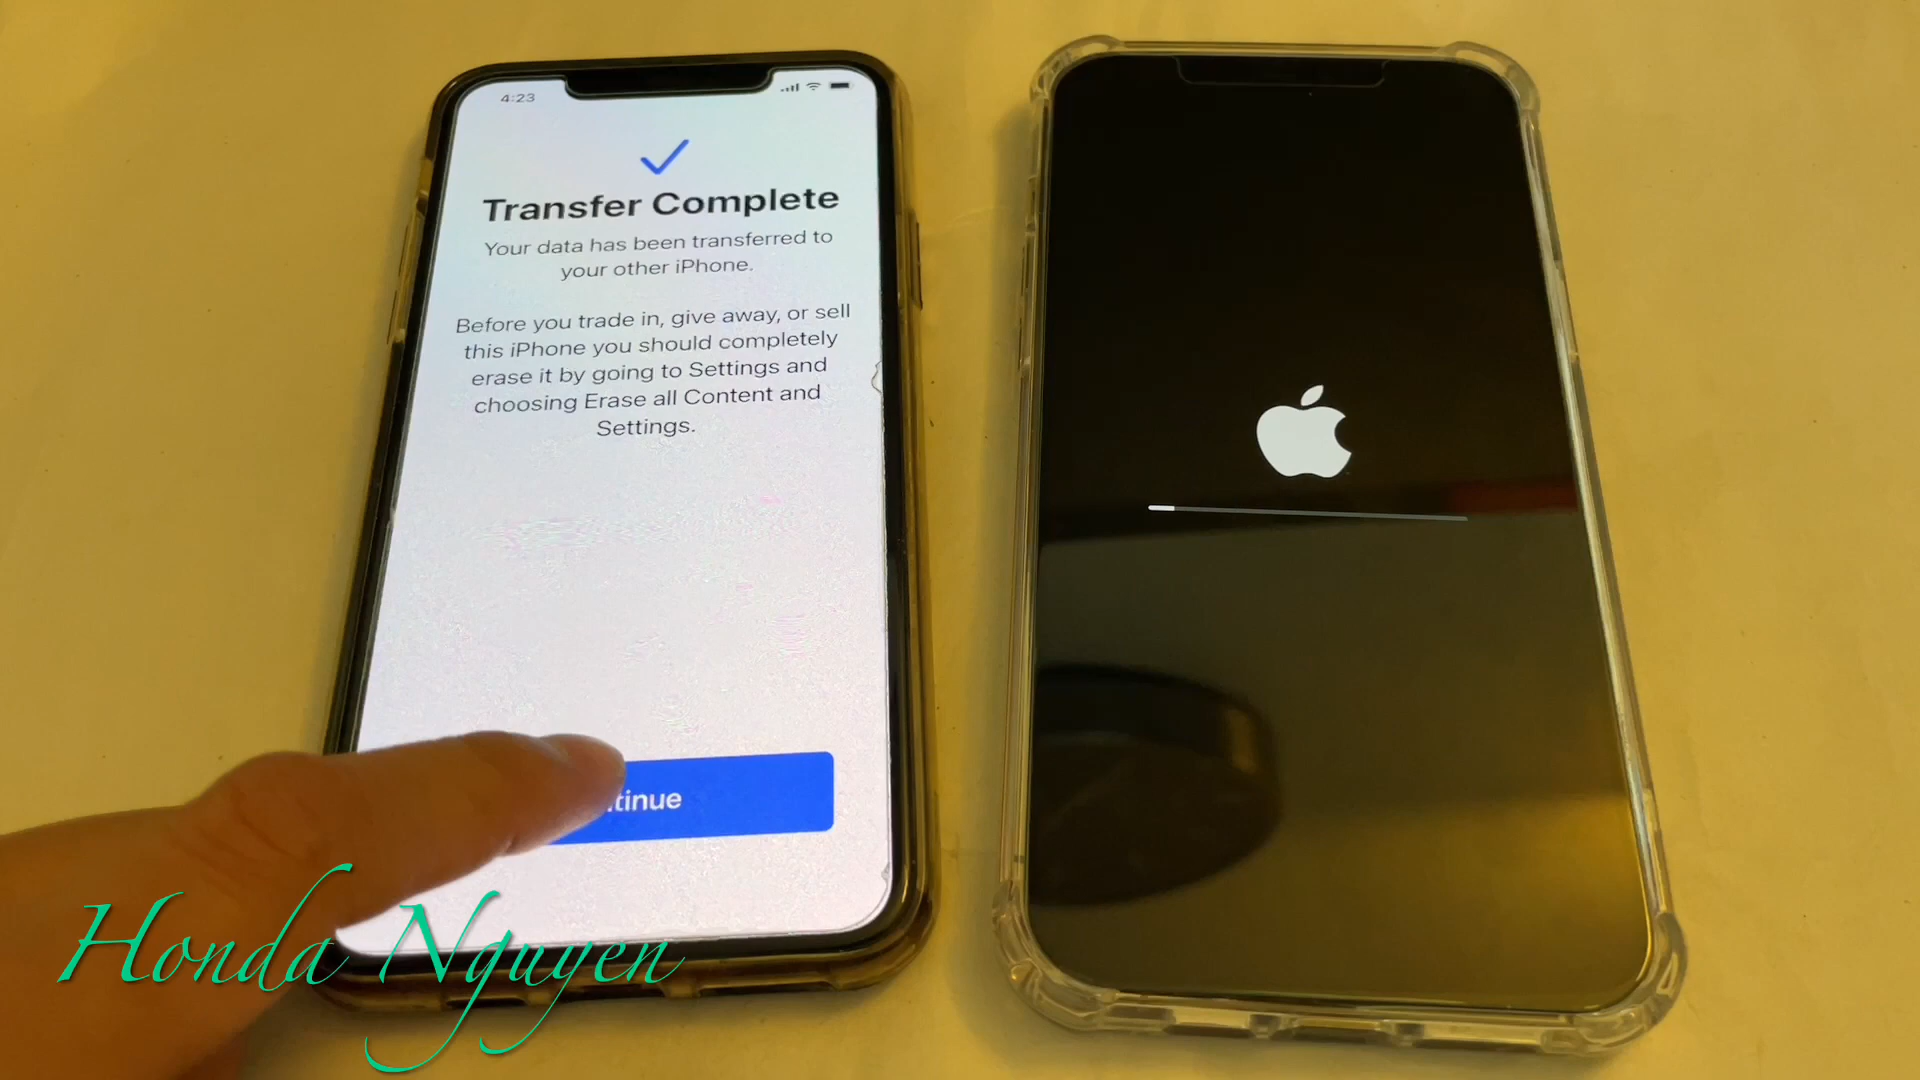 4:23
Transfer Complete
Your data has been transferred to
your other iPhone.
Before you trade in, give away, or sell
this iPhone you should completely
erase it by going to Settings and
choosing Erase all Content and
Settings.
tinue
Honda Nguyen